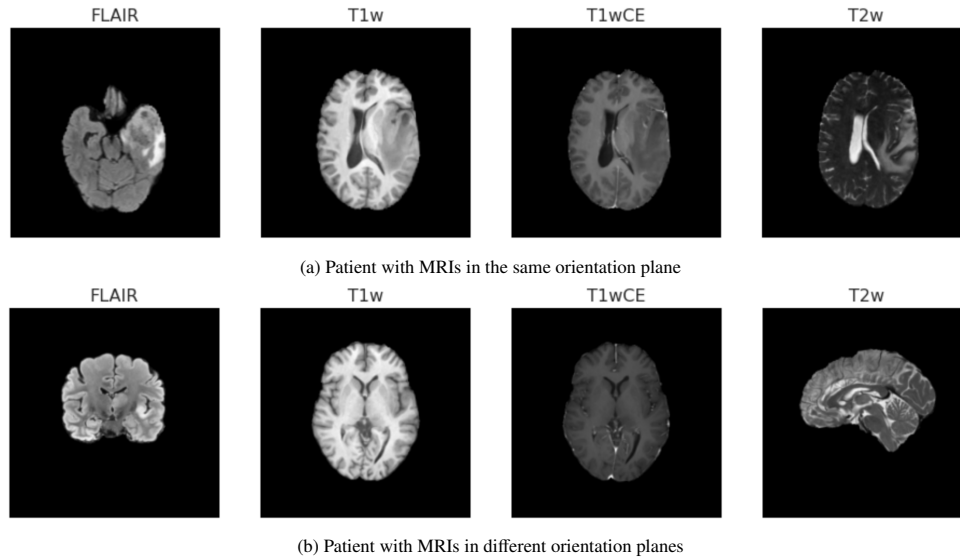 FLAIR T1w T1wCE T2w
(a) Patient with MRIs in the same orientation plane
FLAIR T1w T1wCE T2w
(b) Patient with MRIs in different orientation planes